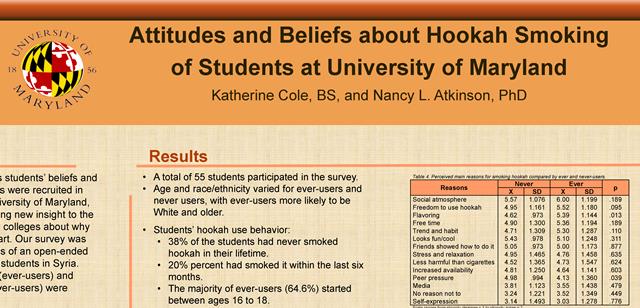 Attitudes and Beliefs about Hookah Smoking
of Students at University of Maryland
Katherine Cole, BS, and Nancy L. Atkinson, PhD
UNIVERSITY OF
18 56
MARYLAND
students' beliefs and
were recruited in
iversity of Maryland,
ng new insight to the
colleges about why
art. Our survey was
s of an open-ended
students in Syria.
(ever-users) and
ever-users) were
Results
• A total of 55 students participated in the survey.
• Age and race/ethnicity varied for ever-users and
never users, with ever-users more likely to be
White and older.
• Students' hookah use behavior:
• 38% of the students had never smoked
hookah in their lifetime.
• 20% percent had smoked it within the last six
months.
• The majority of ever-users (64.6%) started
between ages 16 to 18.
Table 4. Perceived main reasons for smoking hookah compared by ever and never-users.
Reasons Never Ever p
X SD X SD
Social atmosphere 5.57 1.076 6.00 1.199 .189
Freedom to use hookah 4.95 1.161 5.52 1.180 .095
Flavoring 4.62 .973 5.39 1.144 .013
Free time 4.90 1.300 5.36 1.194 .189
Trend and habit 4.71 1.309 5.30 1.287 .110
Looks fun/cool 5.43 .978 5.10 1.248 .311
Friends showed how to do it 5.05 .973 5.00 1.173 .877
Stress and relaxation 4.95 1.465 4.76 1.458 .635
Less harmful than cigarettes 4.52 1.365 4.73 1.547 .624
Increased availability 4.81 1.250 4.64 1.141 .603
Peer pressure 4.98 .994 4.13 1.360 .039
Media 3.81 1.123 3.55 1.438 .479
No reason not to 3.24 1.221 3.52 1.349 .449
Self-expression 3.14 1.493 3.03 1.278 .776